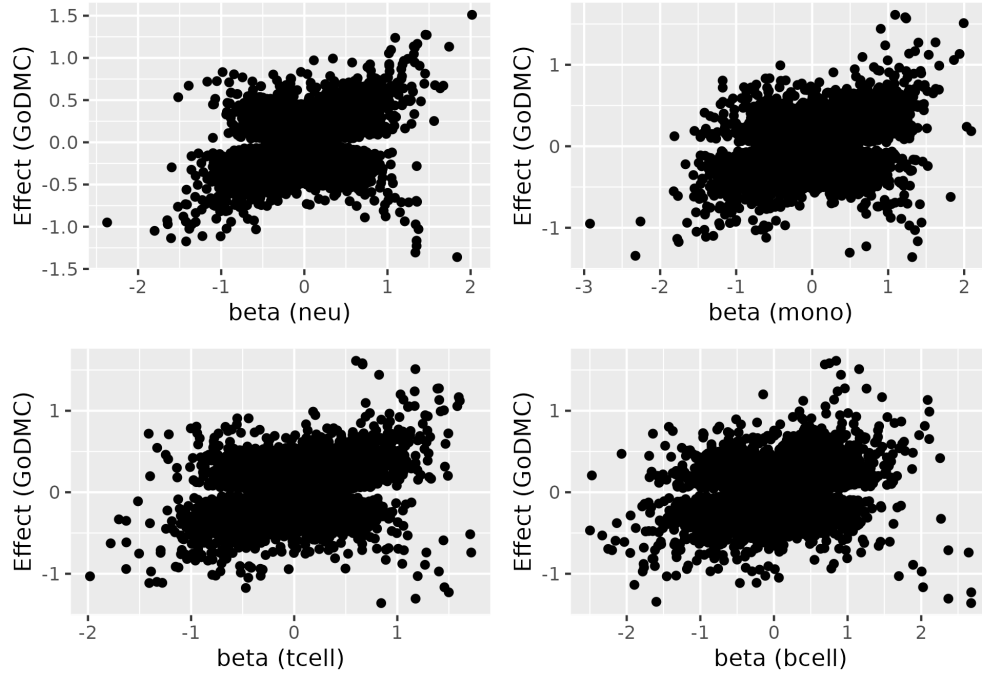 Effect (GoDMC)
1.5
1.0
0.5
0.0
-0.5
-1.0
-1.5
-2 -1 0 1 2
beta (neu)
Effect (GoDMC)
1
0
-1
-3 -2 -1 0 1 2
beta (mono)
Effect (GoDMC)
1
0
-1
-2 -1 0 1
beta (tcell)
Effect (GoDMC)
1
0
-1
-2 -1 0 1 2
beta (bcell)